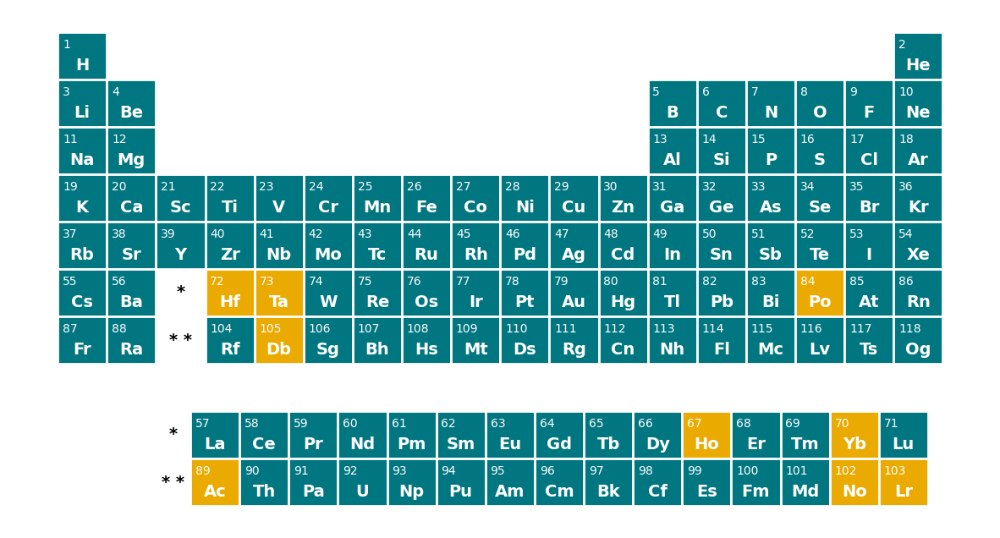 1 2
H He
3 4 5 6 7 8 9 10
Li Be B C N O F Ne
11 12 13 14 15 16 17 18
Na Mg Al Si P S Cl Ar
19 20 21 22 23 24 25 26 27 28 29 30 31 32 33 34 35 36
K Ca Sc Ti V Cr Mn Fe Co Ni Cu Zn Ga Ge As Se Br Kr
37 38 39 40 41 42 43 44 45 46 47 48 49 50 51 52 53 54
Rb Sr Y Zr Nb Mo Tc Ru Rh Pd Ag Cd In Sn Sb Te I Xe
55 56 72 73 74 75 76 77 78 79 80 81 82 83 84 85 86
Cs Ba * Hf Ta W Re Os Ir Pt Au Hg Tl Pb Bi Po At Rn
87 88 104 105 106 107 108 109 110 111 112 113 114 115 116 117 118
Fr Ra * * Rf Db Sg Bh Hs Mt Ds Rg Cn Nh Fl Mc Lv Ts Og
57 58 59 60 61 62 63 64 65 66 67 68 69 70 71
* La Ce Pr Nd Pm Sm Eu Gd Tb Dy Ho Er Tm Yb Lu
89 90 91 92 93 94 95 96 97 98 99 100 101 102 103
* * Ac Th Pa U Np Pu Am Cm Bk Cf Es Fm Md No Lr